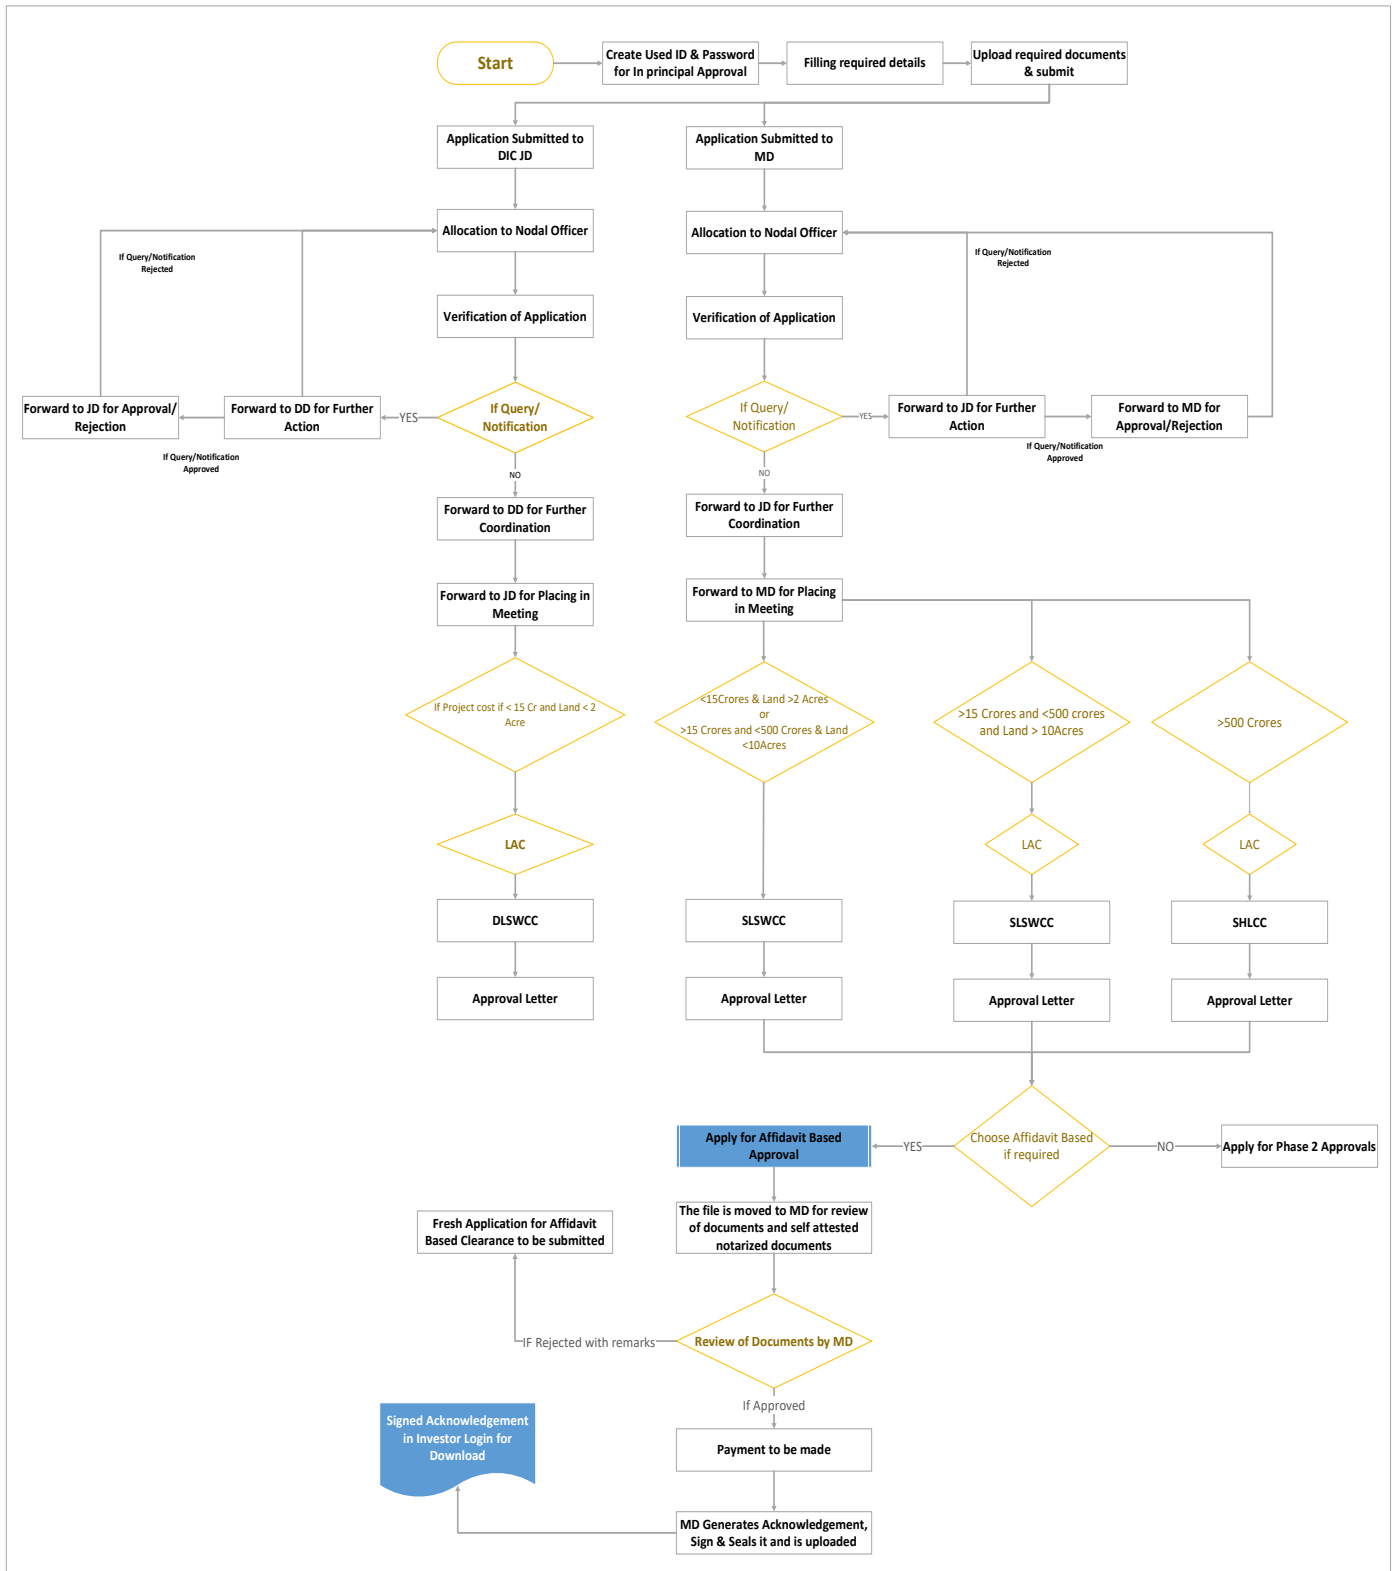 Start
Create Used ID & Password
for In principal Approval
Filling required details
Upload required documents
& submit
Application Submitted to
DIC JD
Application Submitted to
MD
Allocation to Nodal Officer
Allocation to Nodal Officer
If Query/Notification
Rejected
If Query/Notification
Rejected
Verification of Application
Verification of Application
Forward to JD for Approval/
Rejection
Forward to DD for Further
Action
YES
If Query/
Notification
If Query/
Notification
YES
Forward to JD for Further
Action
Forward to MD for
Approval/Rejection
If Query/Notification
Approved
If Query/Notification
Approved
NO
NO
Forward to DD for Further
Coordination
Forward to JD for Further
Coordination
Forward to JD for Placing in
Meeting
Forward to MD for Placing
in Meeting
If Project cost if < 15 Cr and Land < 2
Acre
<15Crores & Land >2 Acres
or
>15 Crores and <500 Crores & Land
<10Acres
>15 Crores and <500 crores
and Land > 10Acres
>500 Crores
LAC
LAC
LAC
DLSWCC
SLSWCC
SLSWCC
SHLCC
Approval Letter
Approval Letter
Approval Letter
Approval Letter
Apply for Affidavit Based
Approval
YES
Choose Affidavit Based
if required
NO
Apply for Phase 2 Approvals
Fresh Application for Affidavit
Based Clearance to be submitted
The file is moved to MD for review
of documents and self attested
notarized documents
IF Rejected with remarks
Review of Documents by MD
If Approved
Signed Acknowledgement
in Investor Login for
Download
Payment to be made
MD Generates Acknowledgement,
Sign & Seals it and is uploaded